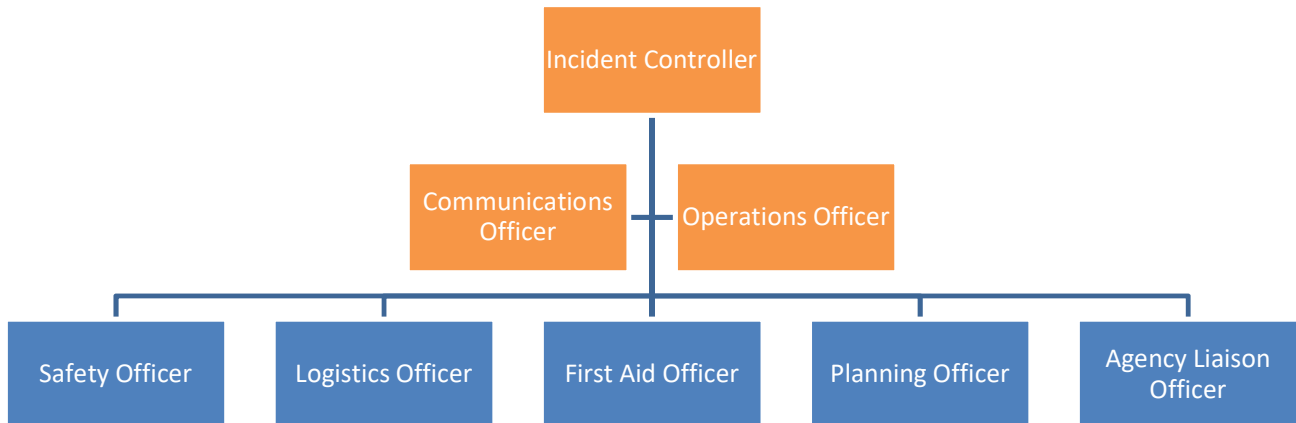 Incident Controller
Communications
Officer
Operations Officer
Safety Officer
Logistics Officer
First Aid Officer
Planning Officer
Agency Liaison
Officer